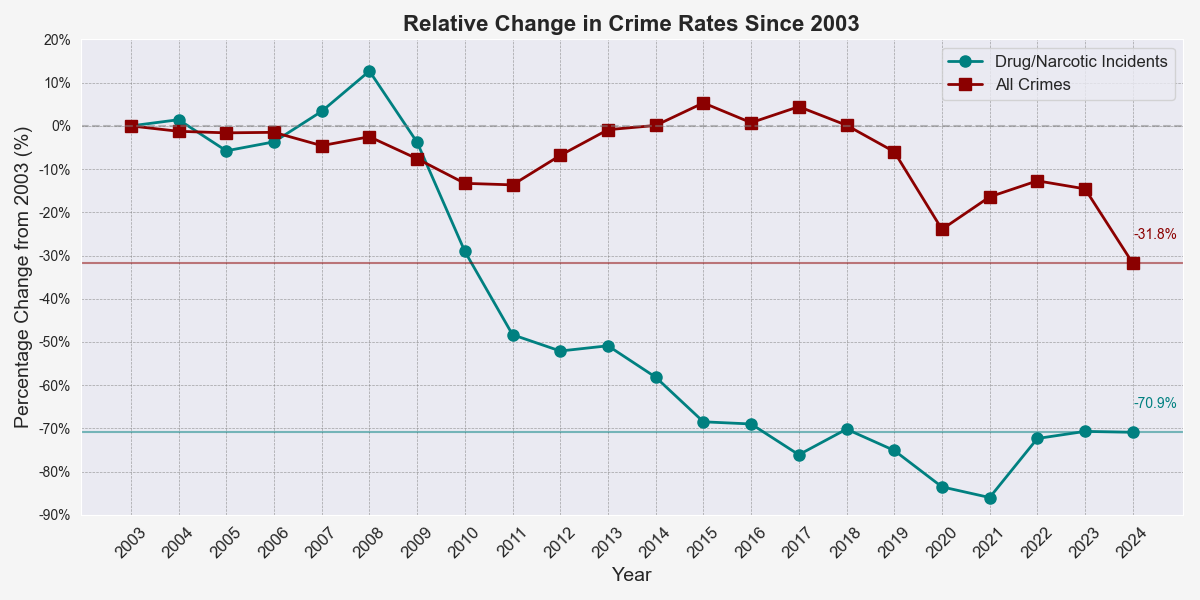 Relative Change in Crime Rates Since 2003
Drug/Narcotic Incidents
All Crimes
Percentage Change from 2003 (%)
20%
10%
0%
-10%
-20%
-30%
-40%
-50%
-60%
-70%
-80%
-90%
-31.8%
-70.9%
2003 2004 2005 2006 2007 2008 2009 2010 2011 2012 2013 2014 2015 2016 2017 2018 2019 2020 2021 2022 2023 2024
Year